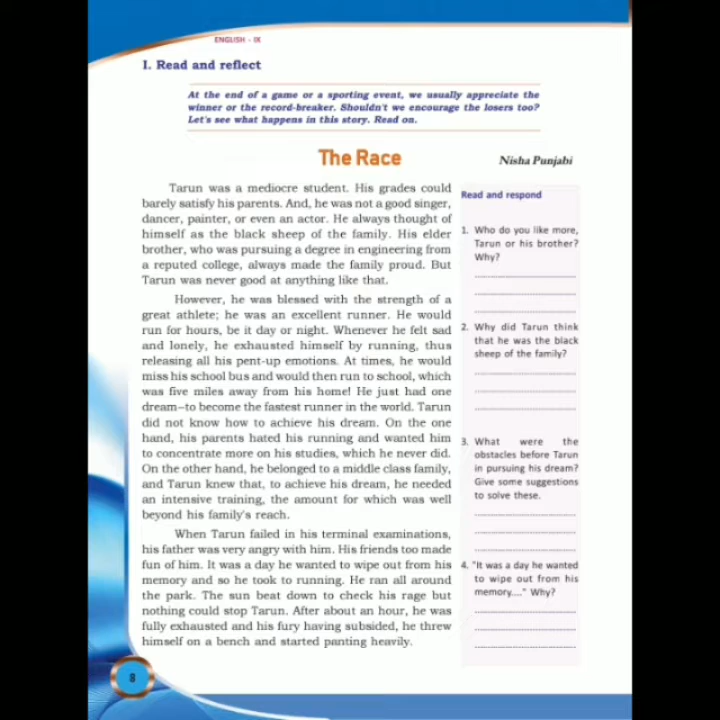 ENGLISH - IX
I. Read and reflect
At the end of a game or a sporting event, we usually appreciate the
winner or the record-breaker. Shouldn't we encourage the losers too?
Let's see what happens in this story. Read on.
The Race
Nisha Punjabi
Tarun was a mediocre student. His grades could
barely satisfy his parents. And, he was not a good singer,
dancer, painter, or even an actor. He always thought of
himself as the black sheep of the family. His elder
brother, who was pursuing a degree in engineering from
a reputed college, always made the family proud. But
Tarun was never good at anything like that.
However, he was blessed with the strength of a
great athlete; he was an excellent runner. He would
run for hours, be it day or night. Whenever he felt sad
and lonely, he exhausted himself by running, thus
releasing all his pent-up emotions. At times, he would
miss his school bus and would then run to school, which
was five miles away from his home! He just had one
dream–to become the fastest runner in the world. Tarun
did not know how to achieve his dream. On the one
hand, his parents hated his running and wanted him
to concentrate more on his studies, which he never did.
On the other hand, he belonged to a middle class family,
and Tarun knew that, to achieve his dream, he needed
an intensive training, the amount for which was well
beyond his family's reach.
When Tarun failed in his terminal examinations,
his father was very angry with him. His friends too made
fun of him. It was a day he wanted to wipe out from his
memory and so he took to running. He ran all around
the park. The sun beat down to check his rage but
nothing could stop Tarun. After about an hour, he was
fully exhausted and his fury having subsided, he threw
himself on a bench and started panting heavily.
Read and respond
1. Who do you like more,
Tarun or his brother?
Why?
2. Why did Tarun think
that he was the black
sheep of the family?
3. What were the
obstacles before Tarun
in pursuing his dream?
Give some suggestions
to solve these.
4. "It was a day he wanted
to wipe out from his
memory...." Why?
8